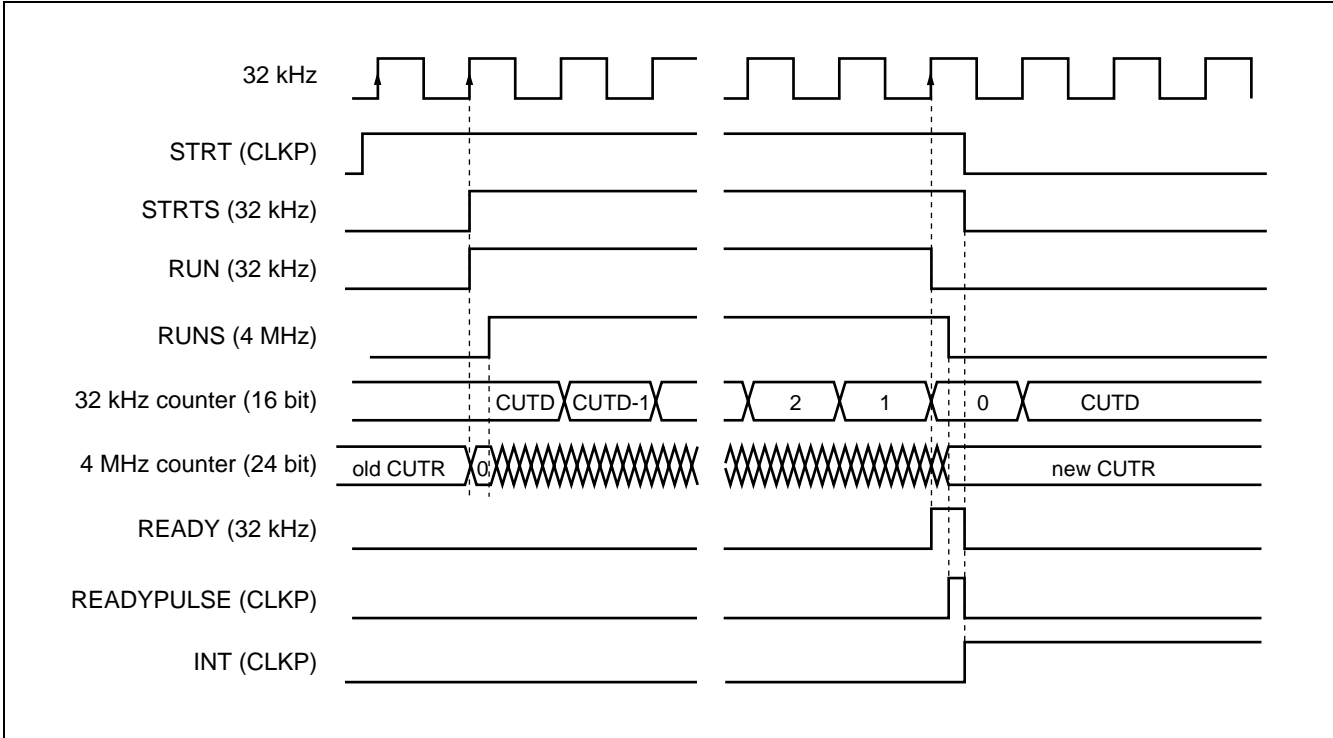 32 kHz
STRT (CLKP)
STRTS (32 kHz)
RUN (32 kHz)
RUNS (4 MHz)
32 kHz counter (16 bit) CUTD CUTD-1 2 1 0 CUTD
4 MHz counter (24 bit) old CUTR 0 new CUTR
READY (32 kHz)
READYPULSE (CLKP)
INT (CLKP)